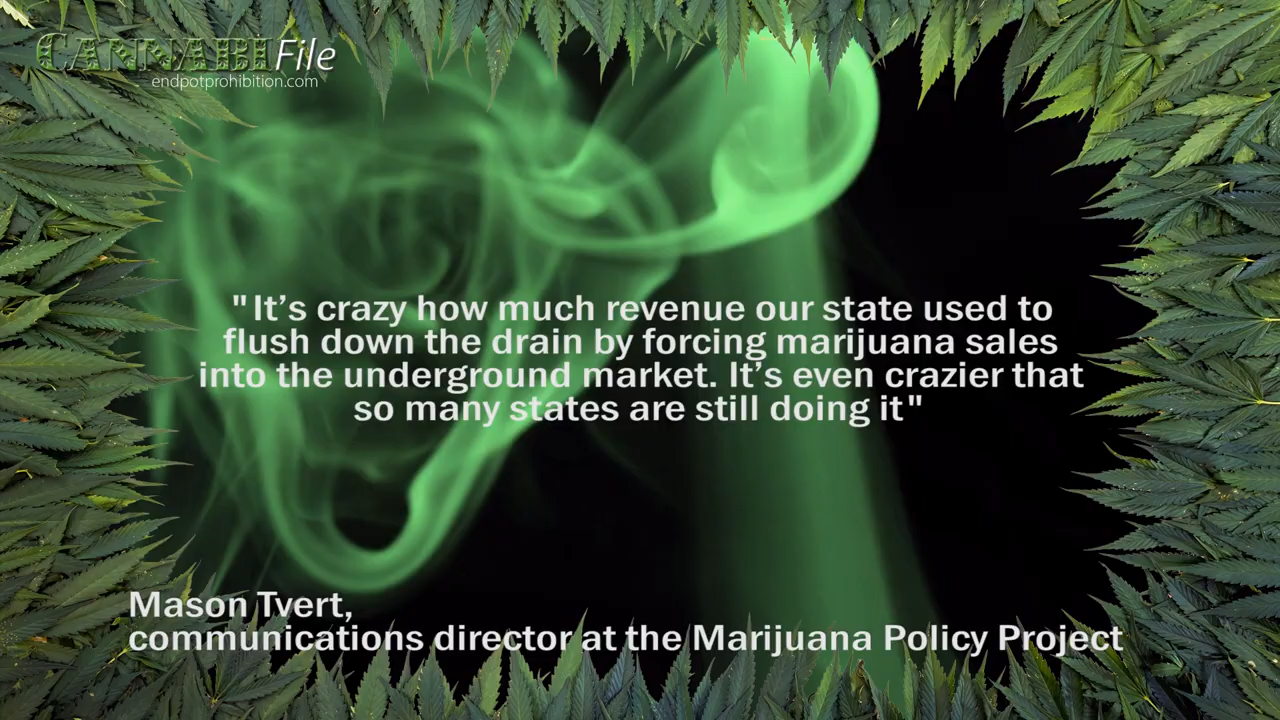 CANNABIFile
endpotprohibition.com
"It’s crazy how much revenue our state used to
flush down the drain by forcing marijuana sales
into the underground market. It’s even crazier that
so many states are still doing it"
Mason Tvert,
communications director at the Marijuana Policy Project